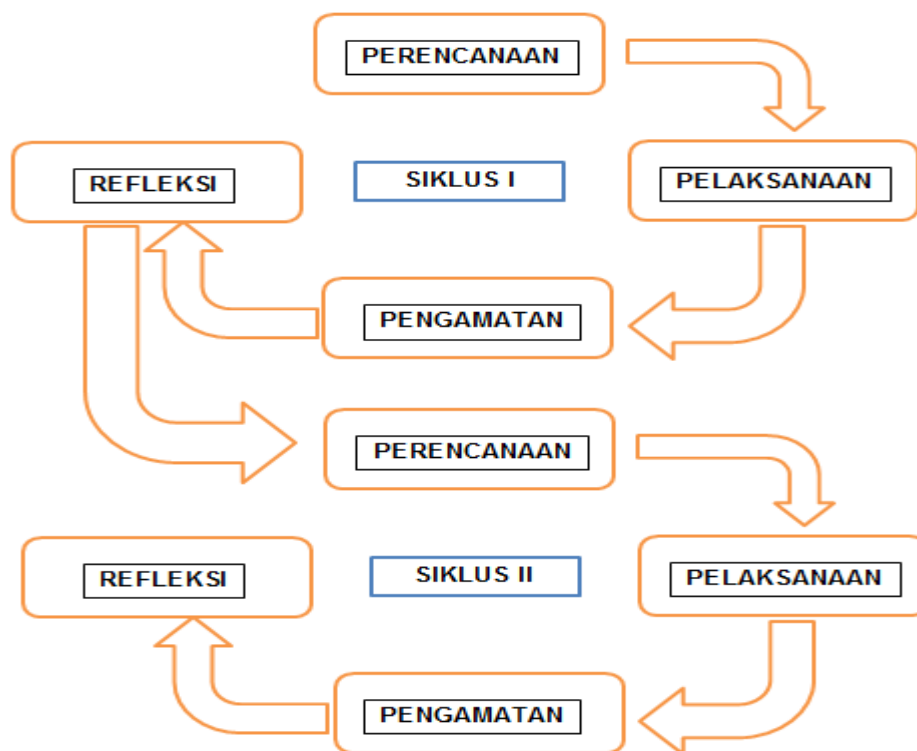 PERENCANAAN
REFLEKSI
SIKLUS I
PELAKSANAAN
PENGAMATAN
PERENCANAAN
REFLEKSI
SIKLUS II
PELAKSANAAN
PENGAMATAN